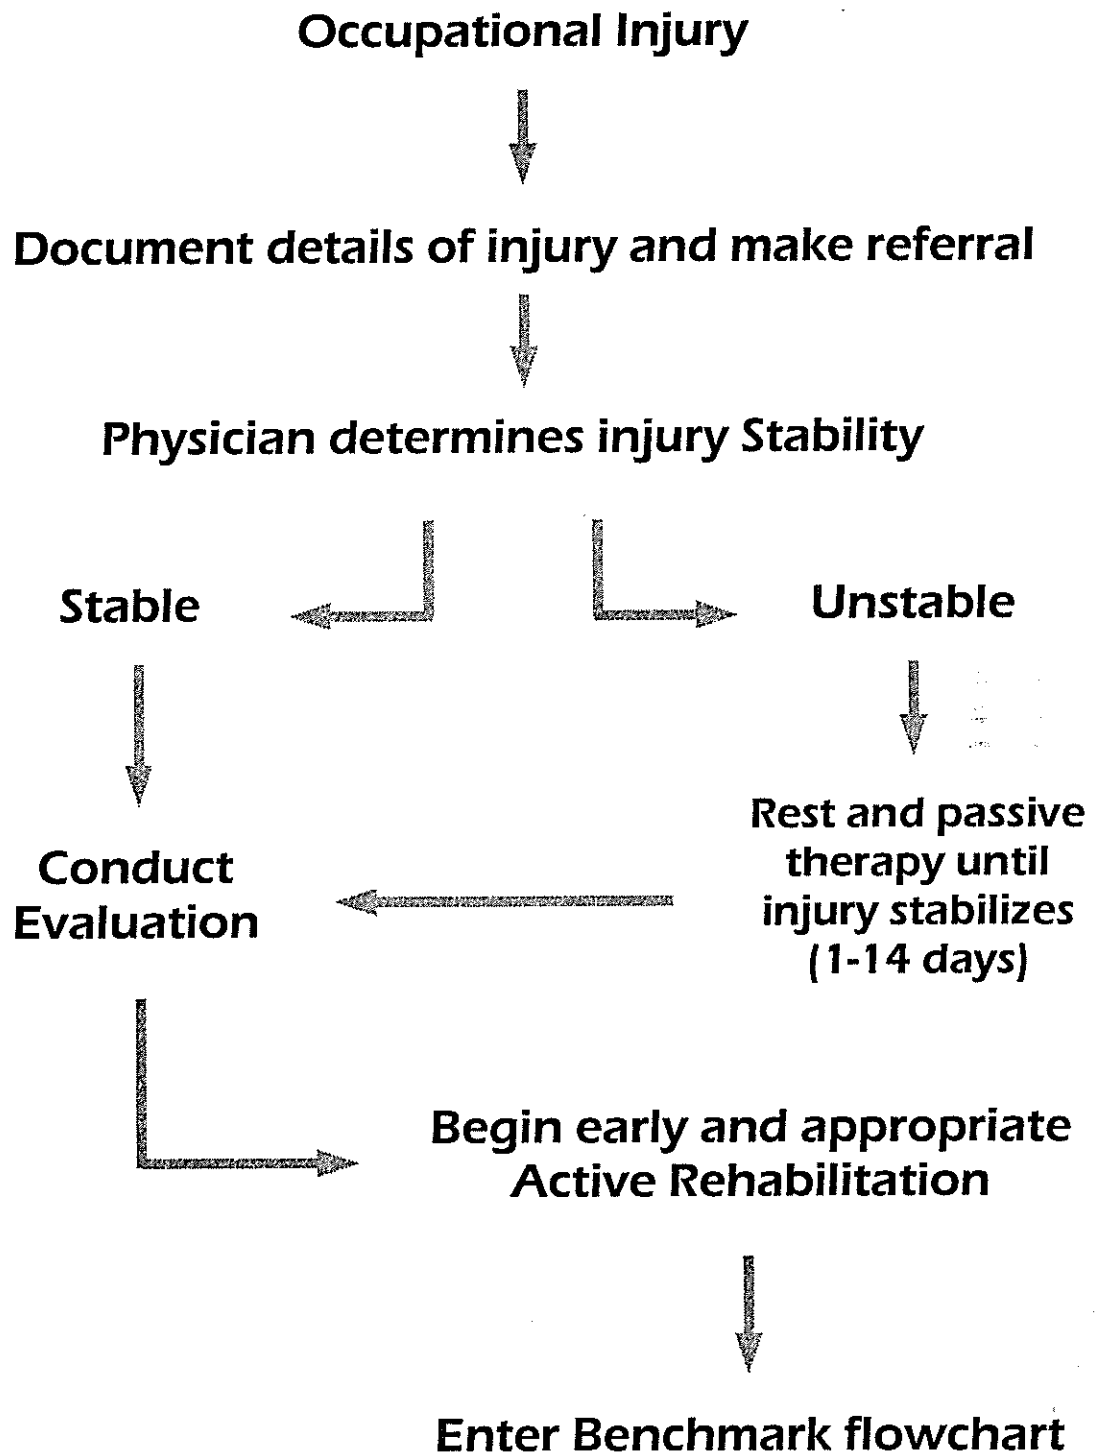 Occupational Injury
Document details of injury and make referral
Physician determines injury Stability
Stable
Unstable
Rest and passive
therapy until
injury stabilizes
(1-14 days)
Conduct
Evaluation
Begin early and appropriate
Active Rehabilitation
Enter Benchmark flowchart